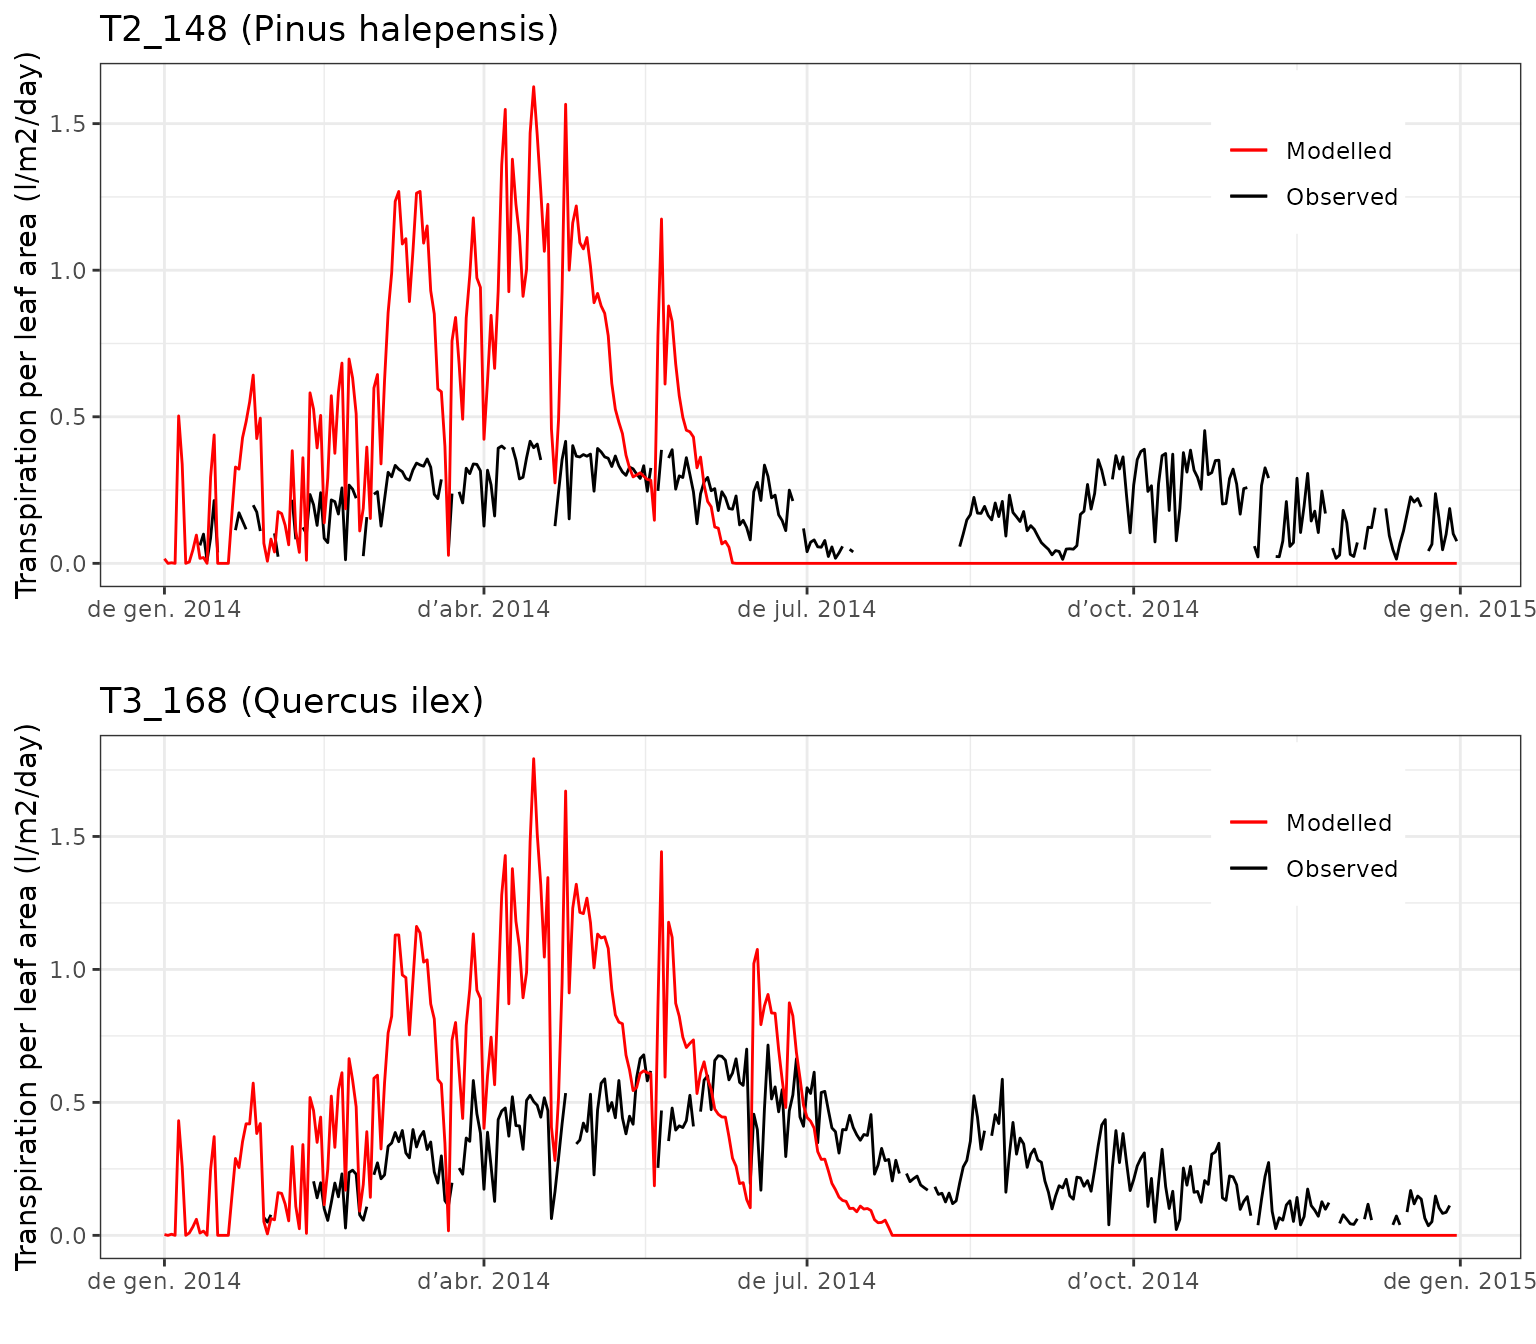 T2_148 (Pinus halepensis)
Transpiration per leaf area (l/m2/day)
1.5
1.0
0.5
0.0
Modelled
Observed
de gen. 2014
d’abr. 2014
de jul. 2014
d’oct. 2014
de gen. 2015
T3_168 (Quercus ilex)
Transpiration per leaf area (l/m2/day)
1.5
1.0
0.5
0.0
Modelled
Observed
de gen. 2014
d’abr. 2014
de jul. 2014
d’oct. 2014
de gen. 2015